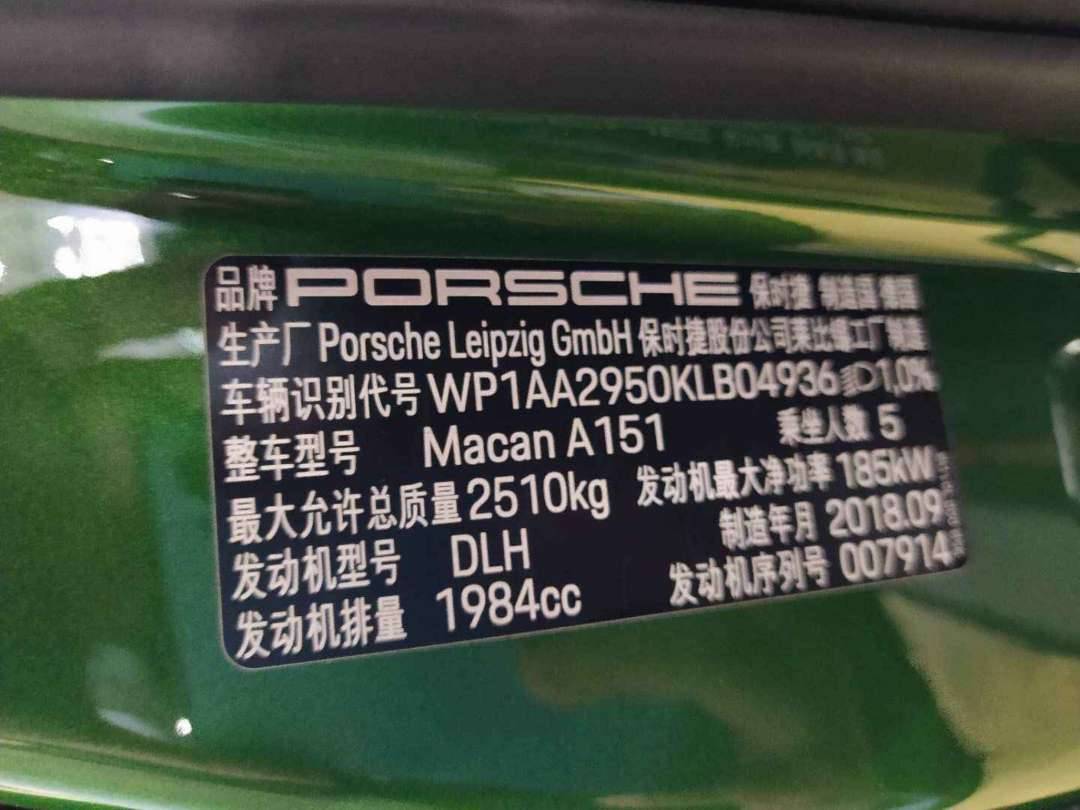 品牌 PORSCHE 保时捷 制造国 德国
生产厂 Porsche Leipzig GmbH 保时捷股份公司莱比锡工厂制造
车辆识别代号 WP1AA2950KLB04936 1,0%
整车型号 Macan A151 乘坐人数 5
最大允许总质量 2510kg 发动机最大净功率 185kW
发动机型号 DLH 制造年月 2018.09
发动机排量 1984cc 发动机序列号 007914